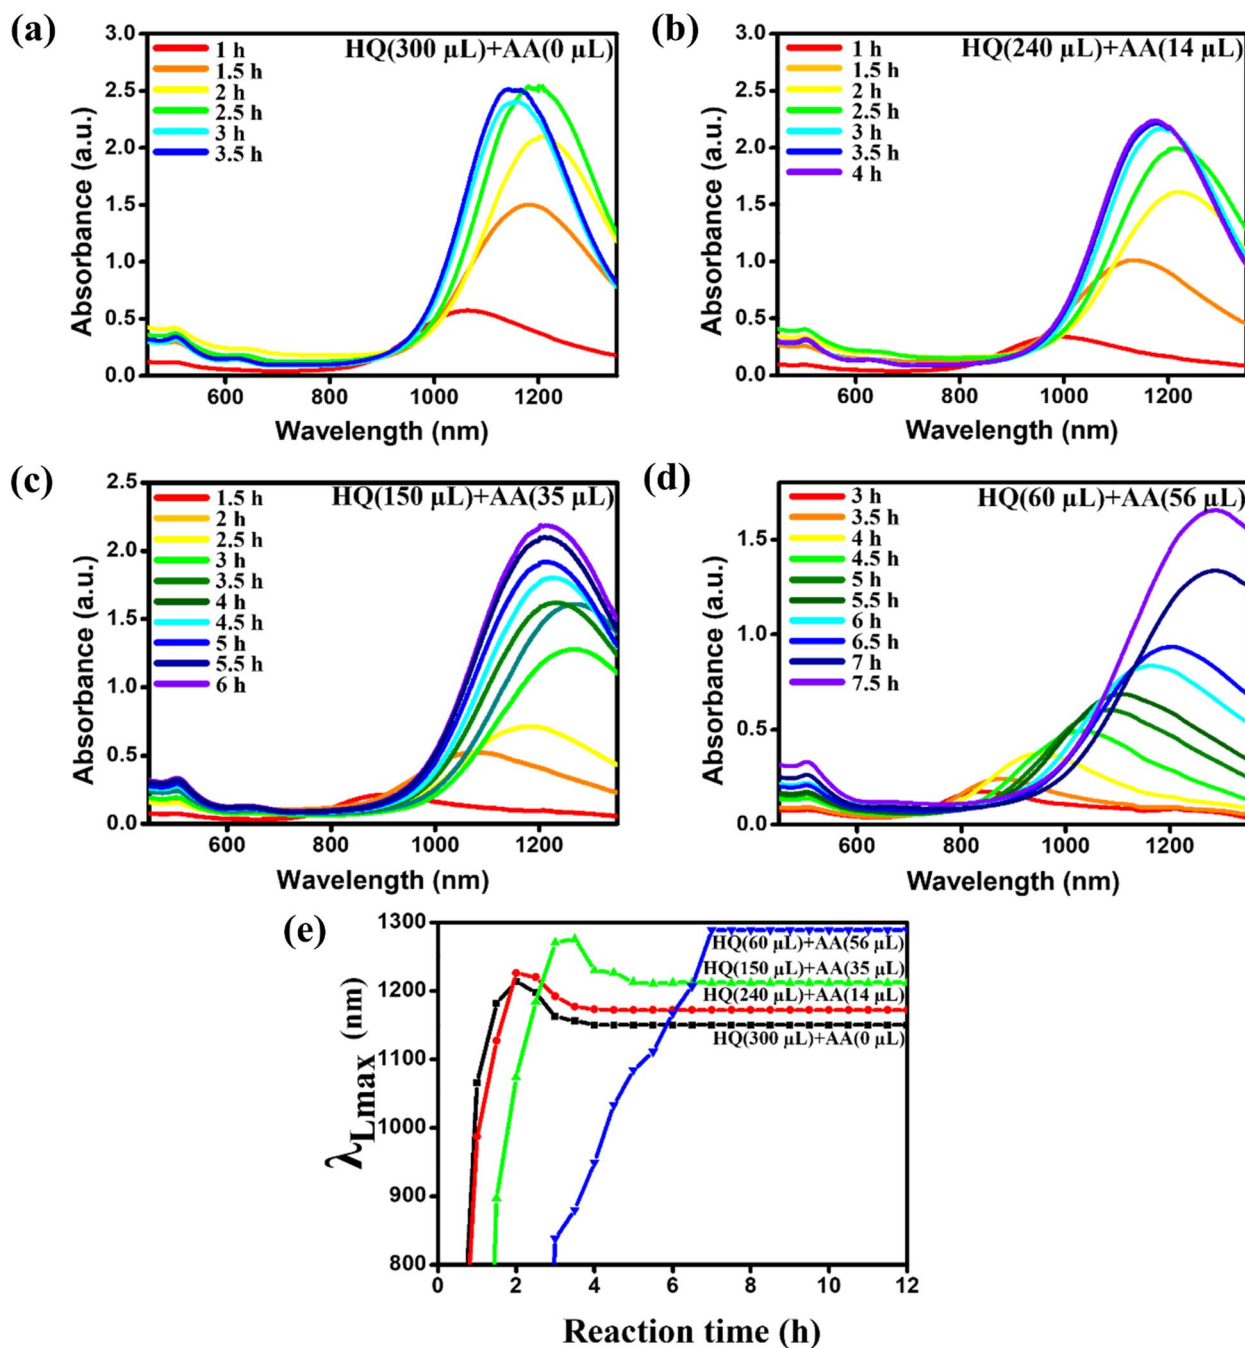 (a)
HQ(300 µL)+AA(0 µL)
1 h
1.5 h
2 h
2.5 h
3 h
3.5 h
3.0
2.5
2.0
1.5
1.0
0.5
0.0
Absorbance (a.u.)
600 800 1000 1200
Wavelength (nm)
(b)
HQ(240 µL)+AA(14 µL)
1 h
1.5 h
2 h
2.5 h
3 h
3.5 h
4 h
3.0
2.5
2.0
1.5
1.0
0.5
0.0
Absorbance (a.u.)
600 800 1000 1200
Wavelength (nm)
(c)
HQ(150 µL)+AA(35 µL)
1.5 h
2 h
2.5 h
3 h
3.5 h
4 h
4.5 h
5 h
5.5 h
6 h
2.5
2.0
1.5
1.0
0.5
0.0
Absorbance (a.u.)
600 800 1000 1200
Wavelength (nm)
(d)
HQ(60 µL)+AA(56 µL)
3 h
3.5 h
4 h
4.5 h
5 h
5.5 h
6 h
6.5 h
7 h
7.5 h
1.5
1.0
0.5
0.0
Absorbance (a.u.)
600 800 1000 1200
Wavelength (nm)
(e)
1300
1200
1100
1000
900
800
λLmax (nm)
HQ(60 µL)+AA(56 µL)
HQ(150 µL)+AA(35 µL)
HQ(240 µL)+AA(14 µL)
HQ(300 µL)+AA(0 µL)
0 2 4 6 8 10 12
Reaction time (h)